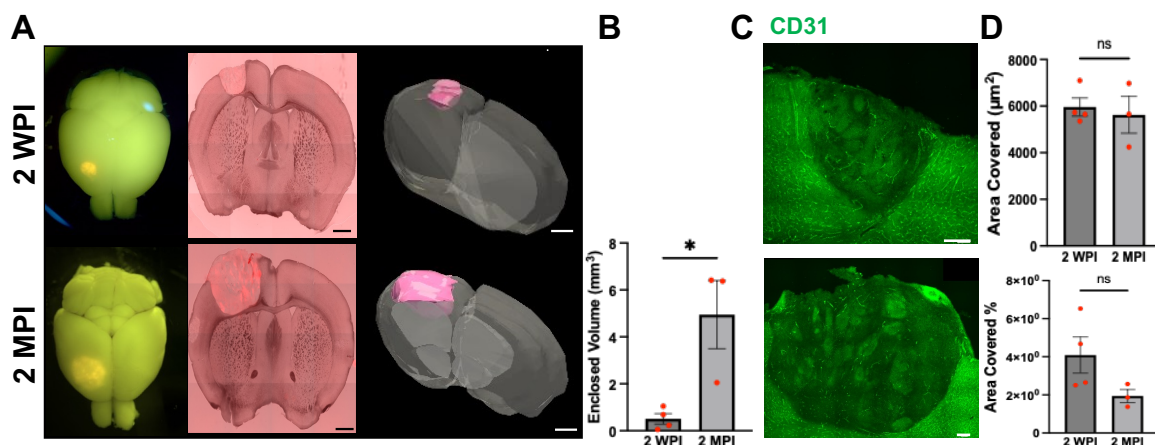 A
B
C
D
CD31
2 WPI
2 MPI
Enclosed Volume (mm³)
8
6
4
2
0
*
2 WPI
2 MPI
Area Covered (µm²)
8000
6000
4000
2000
0
ns
2 WPI
2 MPI
Area Covered %
8×10⁰
6×10⁰
4×10⁰
2×10⁰
0
ns
2 WPI
2 MPI